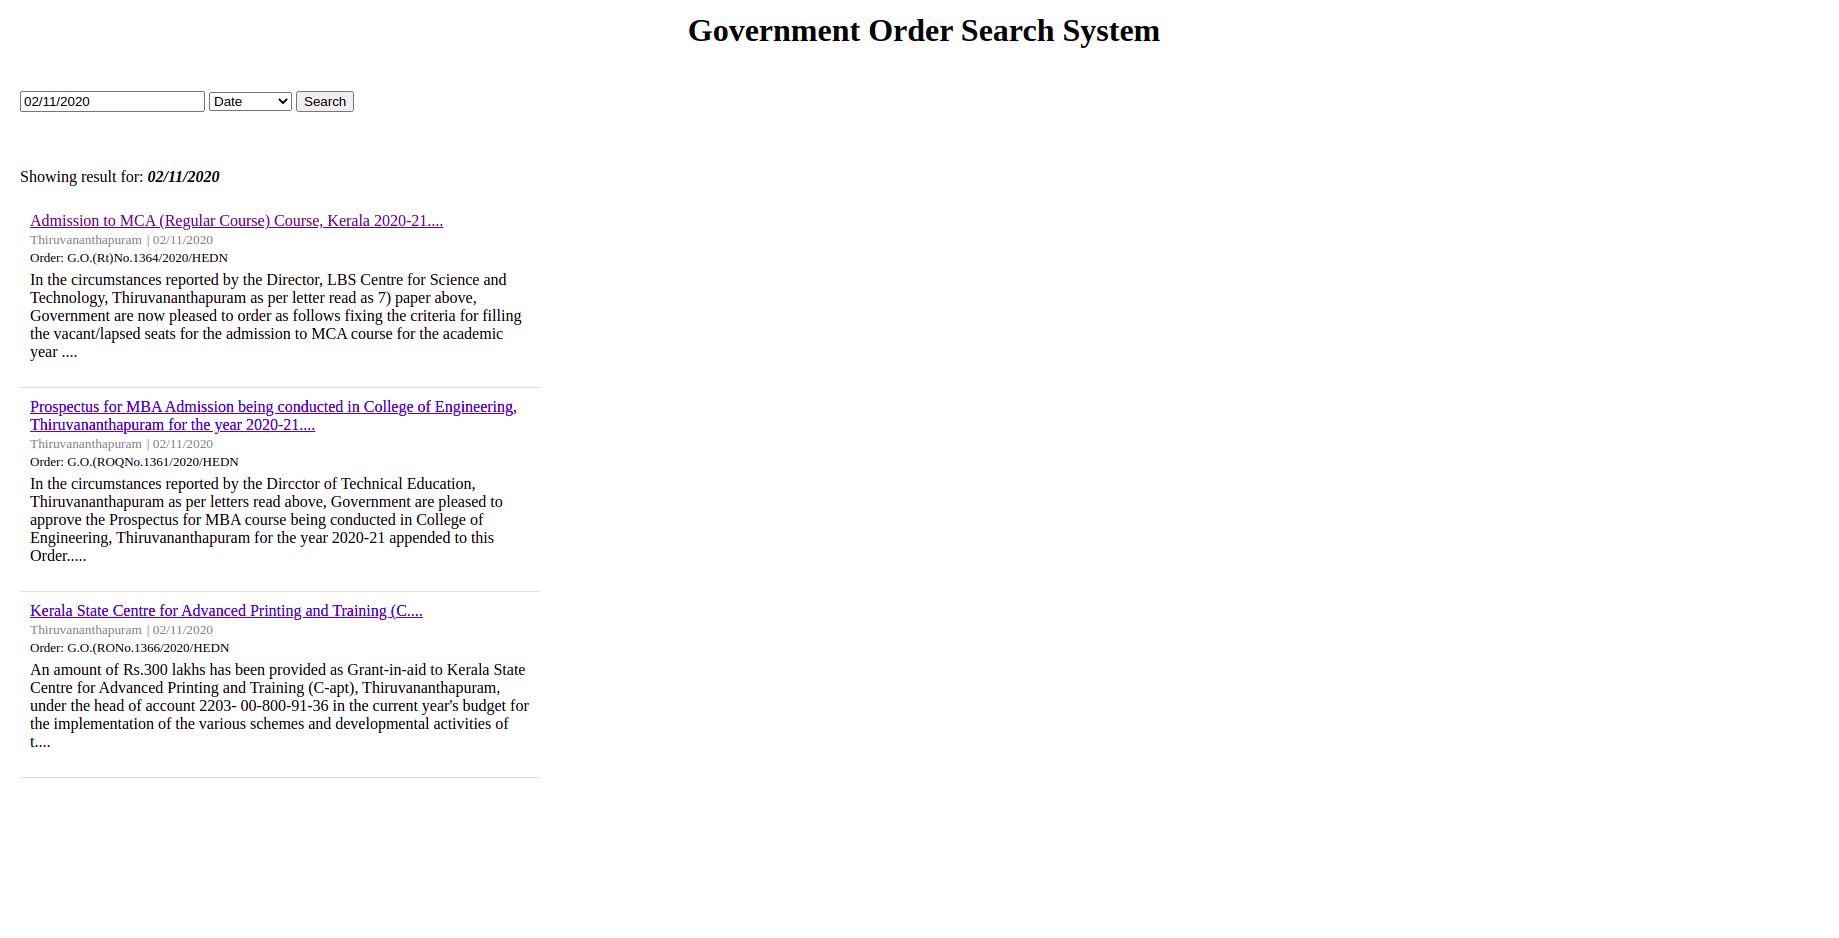 Government Order Search System
02/11/2020 Date Search
Showing result for: 02/11/2020
Admission to MCA (Regular Course) Course, Kerala 2020-21....
Thiruvananthapuram | 02/11/2020
Order: G.O.(Rt)No.1364/2020/HEDN
In the circumstances reported by the Director, LBS Centre for Science and
Technology, Thiruvananthapuram as per letter read as 7) paper above,
Government are now pleased to order as follows fixing the criteria for filling
the vacant/lapsed seats for the admission to MCA course for the academic
year ....
Prospectus for MBA Admission being conducted in College of Engineering,
Thiruvananthapuram for the year 2020-21....
Thiruvananthapuram | 02/11/2020
Order: G.O.(ROQNo.1361/2020/HEDN
In the circumstances reported by the Dircctor of Technical Education,
Thiruvananthapuram as per letters read above, Government are pleased to
approve the Prospectus for MBA course being conducted in College of
Engineering, Thiruvananthapuram for the year 2020-21 appended to this
Order.....
Kerala State Centre for Advanced Printing and Training (C....
Thiruvananthapuram | 02/11/2020
Order: G.O.(RONo.1366/2020/HEDN
An amount of Rs.300 lakhs has been provided as Grant-in-aid to Kerala State
Centre for Advanced Printing and Training (C-apt), Thiruvananthapuram,
under the head of account 2203- 00-800-91-36 in the current year's budget for
the implementation of the various schemes and developmental activities of
t....